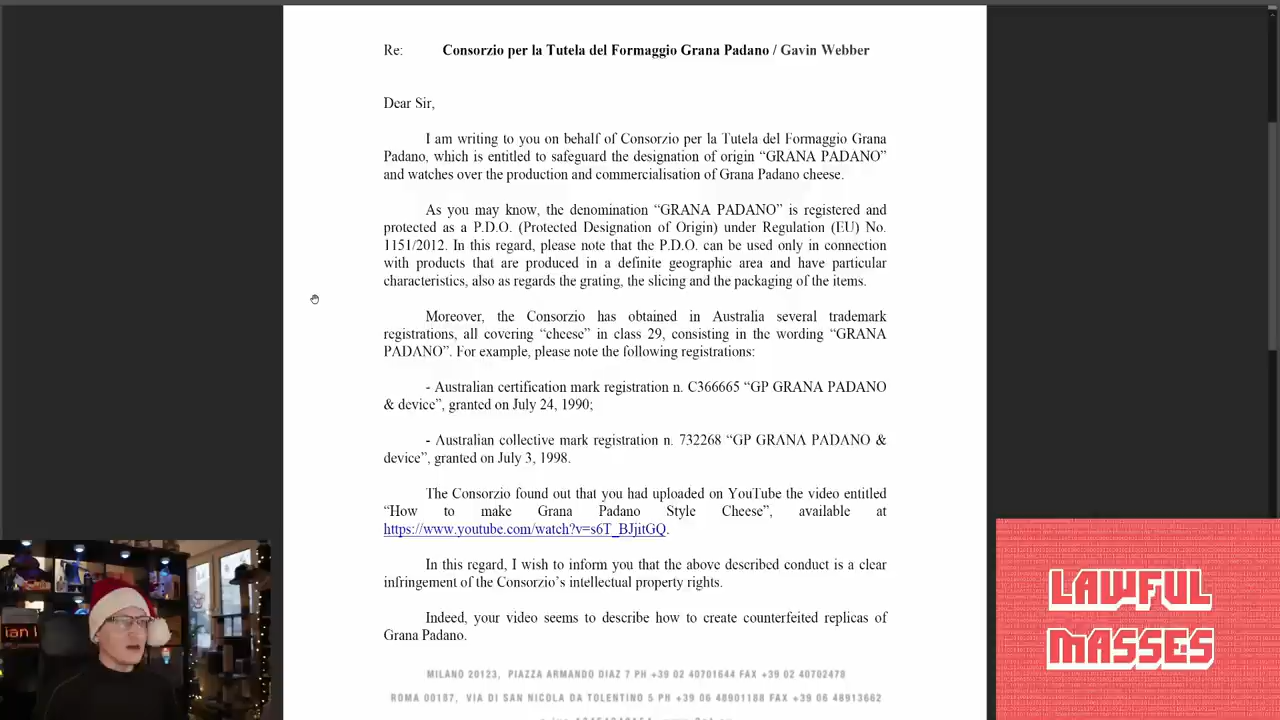 Re: Consorzio per la Tutela del Formaggio Grana Padano / Gavin Webber
Dear Sir,
I am writing to you on behalf of Consorzio per la Tutela del Formaggio Grana
Padano, which is entitled to safeguard the designation of origin “GRANA PADANO”
and watches over the production and commercialisation of Grana Padano cheese.
As you may know, the denomination “GRANA PADANO” is registered and
protected as a P.D.O. (Protected Designation of Origin) under Regulation (EU) No.
1151/2012. In this regard, please note that the P.D.O. can be used only in connection
with products that are produced in a definite geographic area and have particular
characteristics, also as regards the grating, the slicing and the packaging of the items.
Moreover, the Consorzio has obtained in Australia several trademark
registrations, all covering “cheese” in class 29, consisting in the wording “GRANA
PADANO”. For example, please note the following registrations:
- Australian certification mark registration n. C366665 “GP GRANA PADANO
& device”, granted on July 24, 1990;
- Australian collective mark registration n. 732268 “GP GRANA PADANO &
device”, granted on July 3, 1998.
The Consorzio found out that you had uploaded on YouTube the video entitled
“How to make Grana Padano Style Cheese”, available at
https://www.youtube.com/watch?v=s6T_BJjitGQ.
In this regard, I wish to inform you that the above described conduct is a clear
infringement of the Consorzio’s intellectual property rights.
Indeed, your video seems to describe how to create counterfeited replicas of
Grana Padano.
MILANO 20123, PIAZZA ARMANDO DIAZ 7 PH +39 02 40701644 FAX +39 02 40702478
ROMA 00187, VIA DI SAN NICOLA DA TOLENTINO 5 PH +39 06 48901188 FAX +39 06 48913662
LAWFUL
MASSES